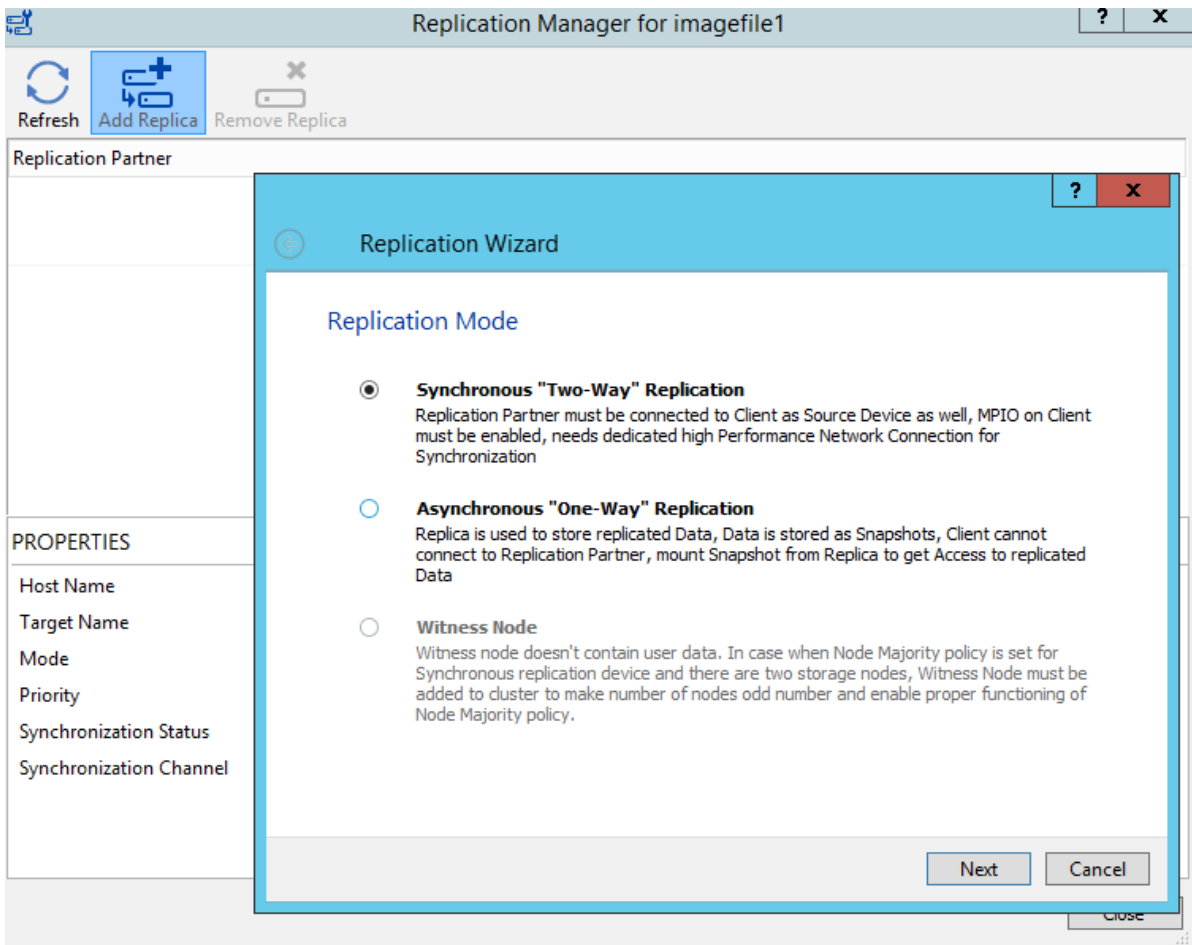 Replication Manager for imagefile1
? x
Refresh
Add Replica
Remove Replica
Replication Partner
? x
Replication Wizard
Replication Mode
Synchronous "Two-Way" Replication
Replication Partner must be connected to Client as Source Device as well, MPIO on Client
must be enabled, needs dedicated high Performance Network Connection for
Synchronization
Asynchronous "One-Way" Replication
Replica is used to store replicated Data, Data is stored as Snapshots, Client cannot
connect to Replication Partner, mount Snapshot from Replica to get Access to replicated
Data
Witness Node
Witness node doesn't contain user data. In case when Node Majority policy is set for
Synchronous replication device and there are two storage nodes, Witness Node must be
added to cluster to make number of nodes odd number and enable proper functioning of
Node Majority policy.
Next
Cancel
PROPERTIES
Host Name
Target Name
Mode
Priority
Synchronization Status
Synchronization Channel
Close